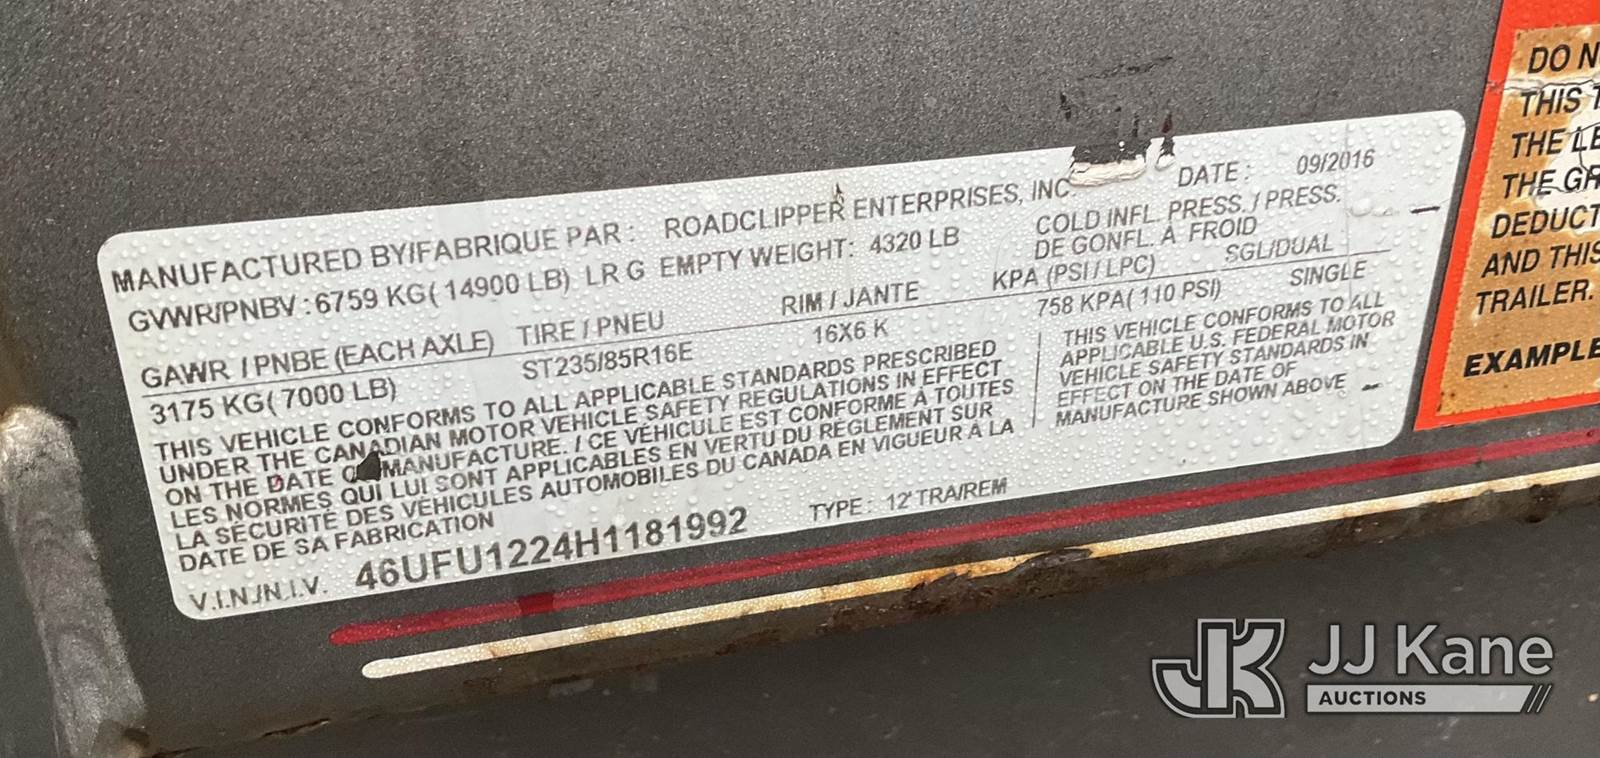 MANUFACTURED BY/FABRIQUE PAR : ROADCLIPPER ENTERPRISES, INC DATE : 09/2016
GVWR/PNBV : 6759 KG( 14900 LB) LR G EMPTY WEIGHT: 4320 LB
COLD INFL. PRESS. / PRESS.
DE GONFL. À FROID
GAWR / PNBE (EACH AXLE) TIRE / PNEU RIM / JANTE KPA (PSI / LPC) SGL/DUAL
3175 KG( 7000 LB) ST235/85R16E 16X6 K 758 KPA( 110 PSI) SINGLE
THIS VEHICLE CONFORMS TO ALL APPLICABLE STANDARDS PRESCRIBED
UNDER THE CANADIAN MOTOR VEHICLE SAFETY REGULATIONS IN EFFECT
ON THE DATE O MANUFACTURE. / CE VÉHICULE EST CONFORME À TOUTES
LES NORMES QUI LUI SONT APPLICABLES EN VERTU DU RÈGLEMENT SUR
LA SÉCURITÉ DES VÉHICULES AUTOMOBILES DU CANADA EN VIGUEUR À LA
DATE DE SA FABRICATION
THIS VEHICLE CONFORMS TO ALL
APPLICABLE U.S. FEDERAL MOTOR
VEHICLE SAFETY STANDARDS IN
EFFECT ON THE DATE OF
MANUFACTURE SHOWN ABOVE
V.I.N./N.I.V. 46UFU1224H1181992 TYPE : 12' TRA/REM
DO N
THIS T
THE LE
THE GR
DEDUCT
AND THIS
TRAILER.
EXAMPLE
JK JJ Kane
AUCTIONS